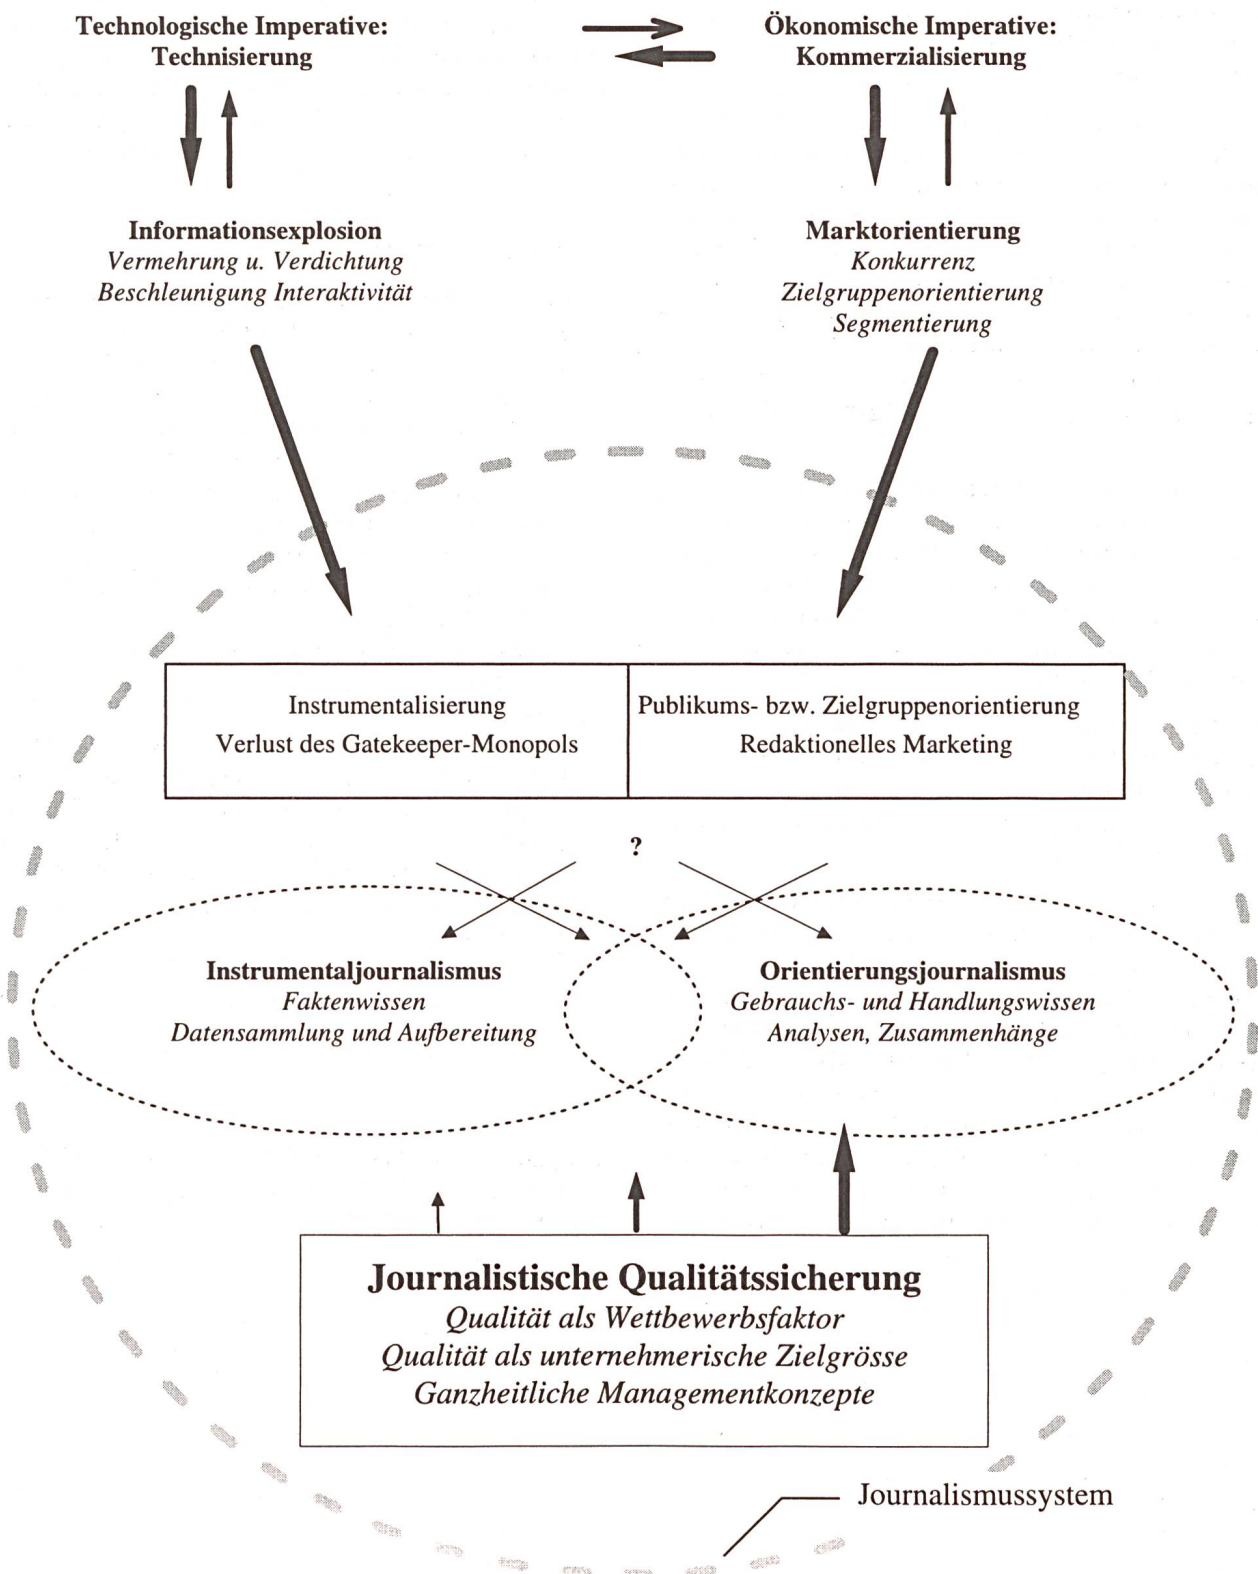 Technologische Imperative:
Technisierung
Ökonomische Imperative:
Kommerzialisierung
Informationsexplosion
Vermehrung u. Verdichtung
Beschleunigung Interaktivität
Marktorientierung
Konkurrenz
Zielgruppenorientierung
Segmentierung
Instrumentalisierung
Verlust des Gatekeeper-Monopols
Publikums- bzw. Zielgruppenorientierung
Redaktionelles Marketing
?
Instrumentaljournalismus
Faktenwissen
Datensammlung und Aufbereitung
Orientierungsjournalismus
Gebrauchs- und Handlungswissen
Analysen, Zusammenhänge
Journalistische Qualitätssicherung
Qualität als Wettbewerbsfaktor
Qualität als unternehmerische Zielgrösse
Ganzheitliche Managementkonzepte
Journalismussystem